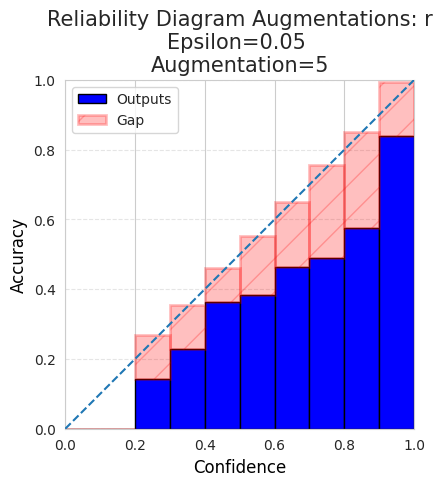 Reliability Diagram Augmentations: r
Epsilon=0.05
Augmentation=5
1.0
Outputs
Gap
0.8
0.6
0.4
0.2
0.0
Accuracy
0.0 0.2 0.4 0.6 0.8 1.0
Confidence